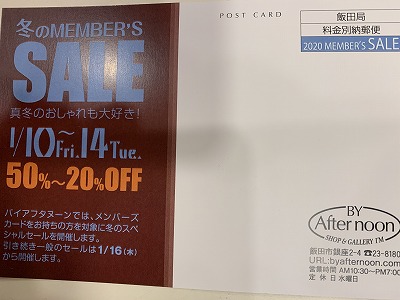 冬のMEMBER'S
SALE
真冬のおしゃれも大好き!
1/10Fri.～14Tue.
50%～20%OFF
バイアフタヌーンでは、メンバーズ
カードをお持ちの方を対象に冬のスペ
シャルセールを開催します。
引き続き一般のセールは1/16(木)
から開催します。
POST CARD
飯田局
料金別納郵便
2020 MEMBER'S SALE
BY
Afternoon
SHOP & GALLERY I'M
飯田市銀座2-4 ☎23-8180
URL:byafternoon.com
営業時間 AM10:30～PM7:00
定休日 水曜日